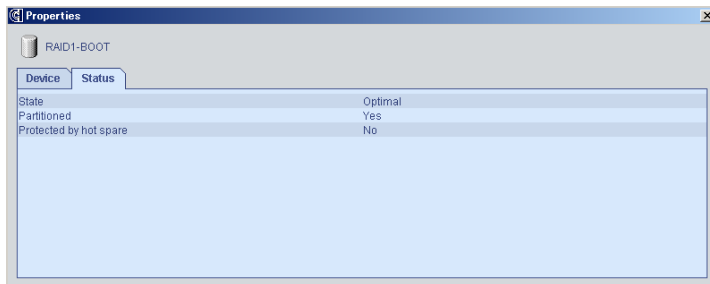 Properties
RAID1-BOOT
Device Status
State Optimal
Partitioned Yes
Protected by hot spare No